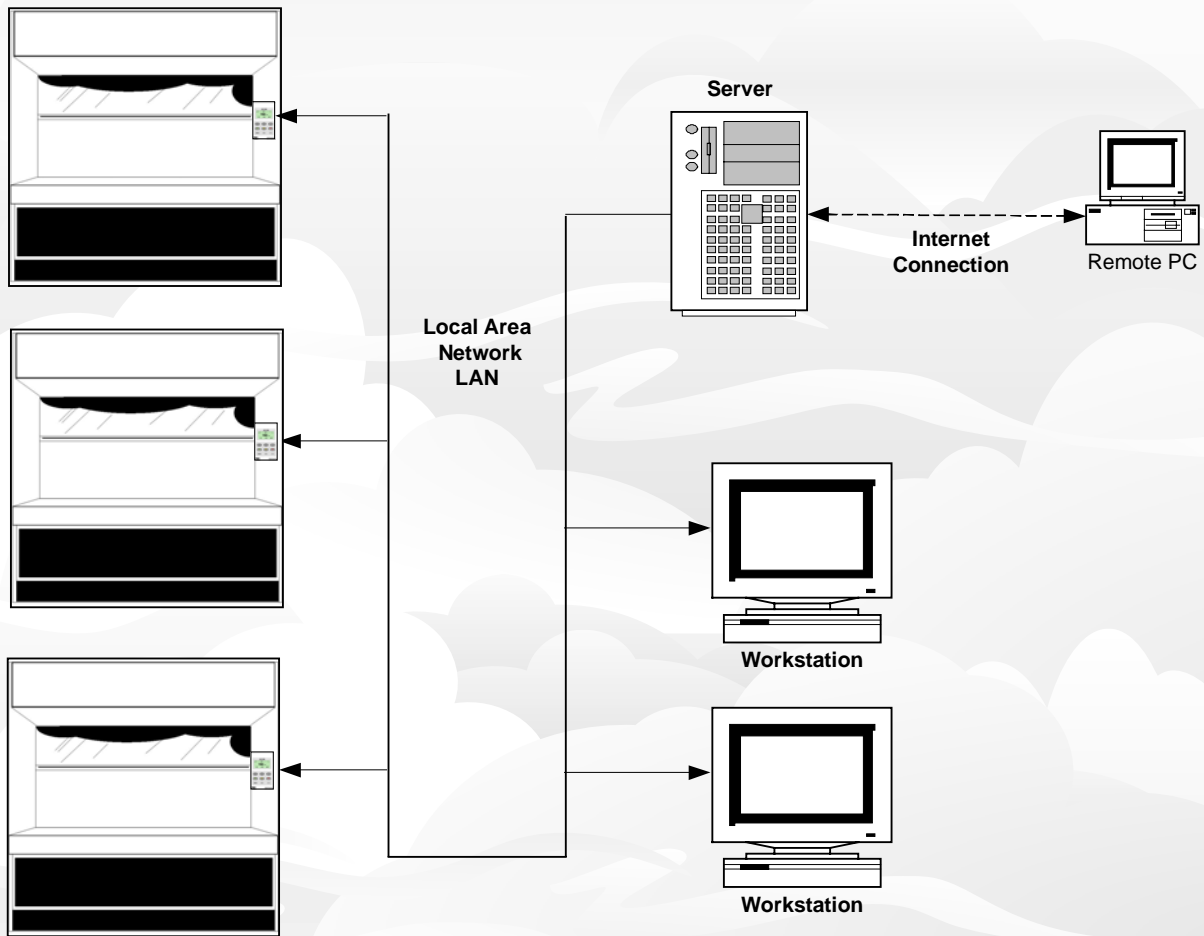 Server
Internet
Connection
Remote PC
Local Area
Network
LAN
Workstation
Workstation